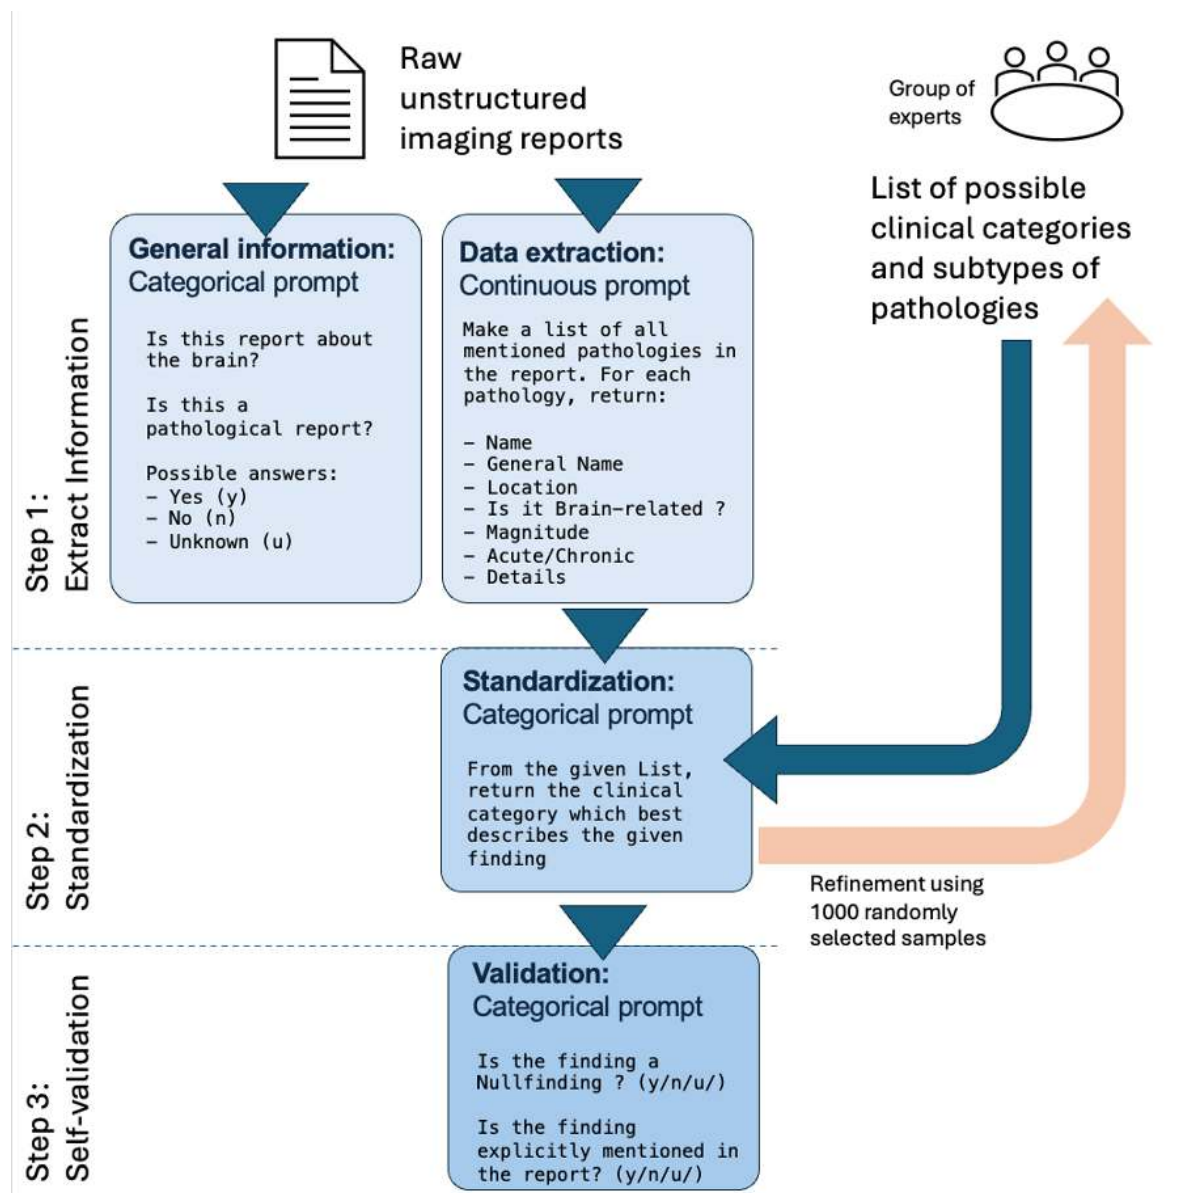 Raw
unstructured
imaging reports
Group of
experts
List of possible
clinical categories
and subtypes of
pathologies
Step 1:
Extract Information
General information:
Categorical prompt
Is this report about
the brain?
Is this a
pathological report?
Possible answers:
– Yes (y)
– No (n)
– Unknown (u)
Data extraction:
Continuous prompt
Make a list of all
mentioned pathologies in
the report. For each
pathology, return:
– Name
– General Name
– Location
– Is it Brain–related ?
– Magnitude
– Acute/Chronic
– Details
Step 2:
Standardization
Standardization:
Categorical prompt
From the given List,
return the clinical
category which best
describes the given
finding
Refinement using
1000 randomly
selected samples
Step 3:
Self-validation
Validation:
Categorical prompt
Is the finding a
Nullfinding ? (y/n/u/)
Is the finding
explicitly mentioned in
the report? (y/n/u/)